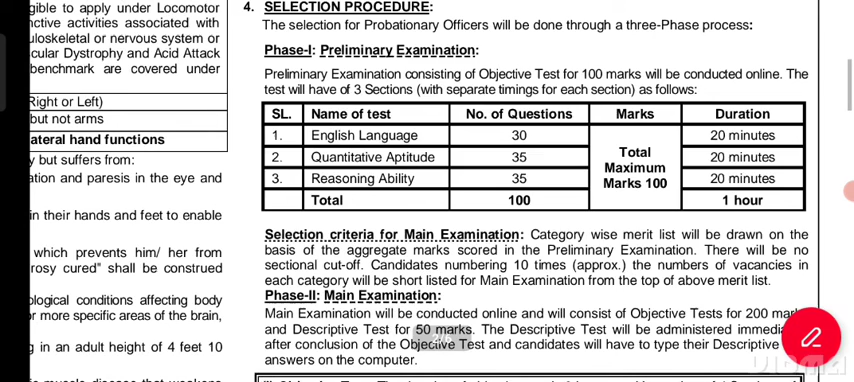 gible to apply under Locomotor
nctive activities associated with
uloskeletal or nervous system or
cular Dystrophy and Acid Attack
benchmark are covered under
Right or Left)
but not arms
ateral hand functions
y but suffers from:
ation and paresis in the eye and
in their hands and feet to enable
which prevents him/ her from
rosy cured" shall be construed
ological conditions affecting body
r more specific areas of the brain,
g in an adult height of 4 feet 10
4. SELECTION PROCEDURE:
The selection for Probationary Officers will be done through a three-Phase process:
Phase-I: Preliminary Examination:
Preliminary Examination consisting of Objective Test for 100 marks will be conducted online. The
test will have of 3 Sections (with separate timings for each section) as follows:
SL. Name of test No. of Questions Marks Duration
1. English Language 30 20 minutes
2. Quantitative Aptitude 35 20 minutes
3. Reasoning Ability 35 20 minutes
Total
Maximum
Marks 100
Total 100 1 hour
Selection criteria for Main Examination: Category wise merit list will be drawn on the
basis of the aggregate marks scored in the Preliminary Examination. There will be no
sectional cut-off. Candidates numbering 10 times (approx.) the numbers of vacancies in
each category will be short listed for Main Examination from the top of above merit list.
Phase-II: Main Examination:
Main Examination will be conducted online and will consist of Objective Tests for 200 mar
and Descriptive Test for 50 marks. The Descriptive Test will be administered immedia
after conclusion of the Objective Test and candidates will have to type their Descriptive
answers on the computer.